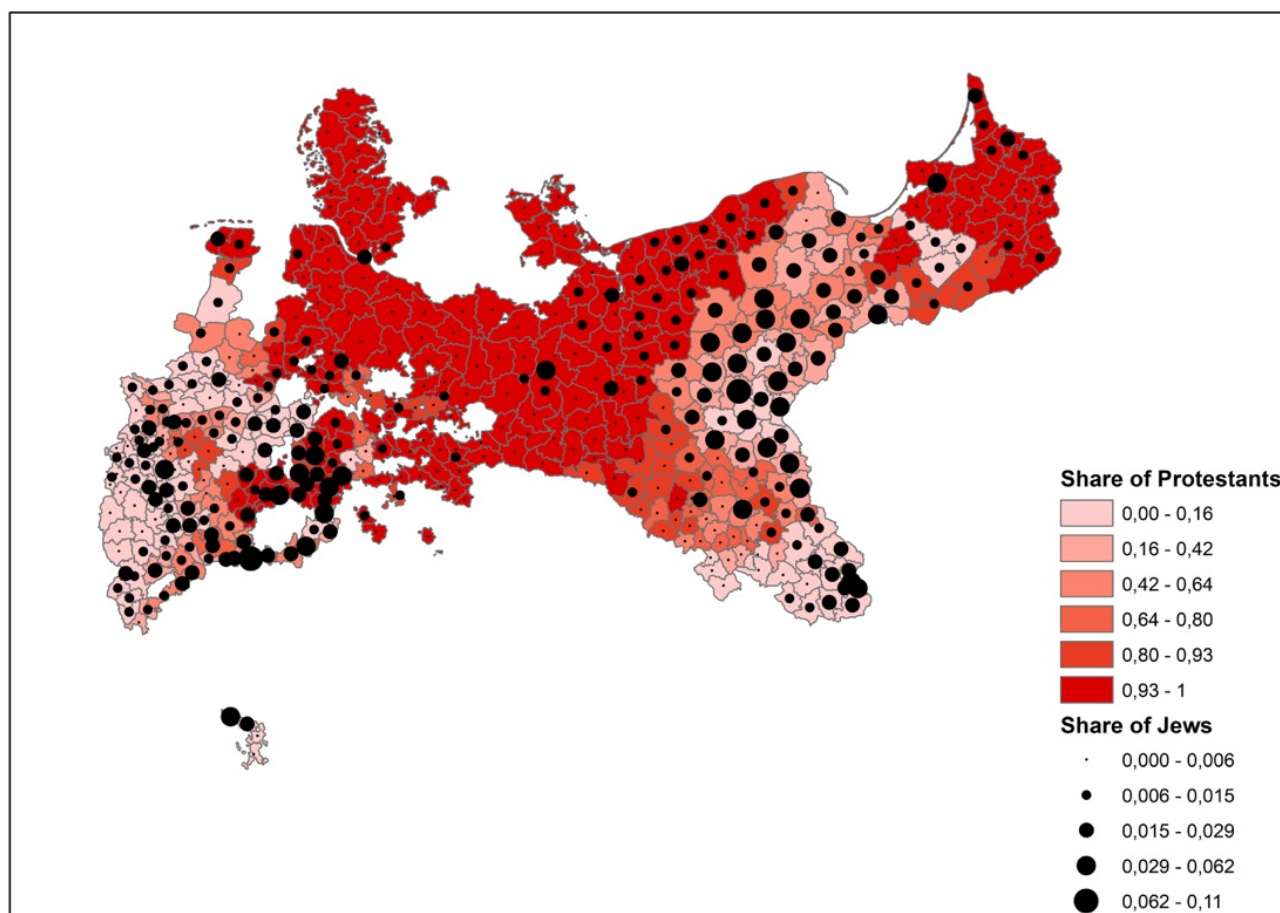 Share of Protestants
0,00 - 0,16
0,16 - 0,42
0,42 - 0,64
0,64 - 0,80
0,80 - 0,93
0,93 - 1
Share of Jews
0,000 - 0,006
0,006 - 0,015
0,015 - 0,029
0,029 - 0,062
0,062 - 0,11